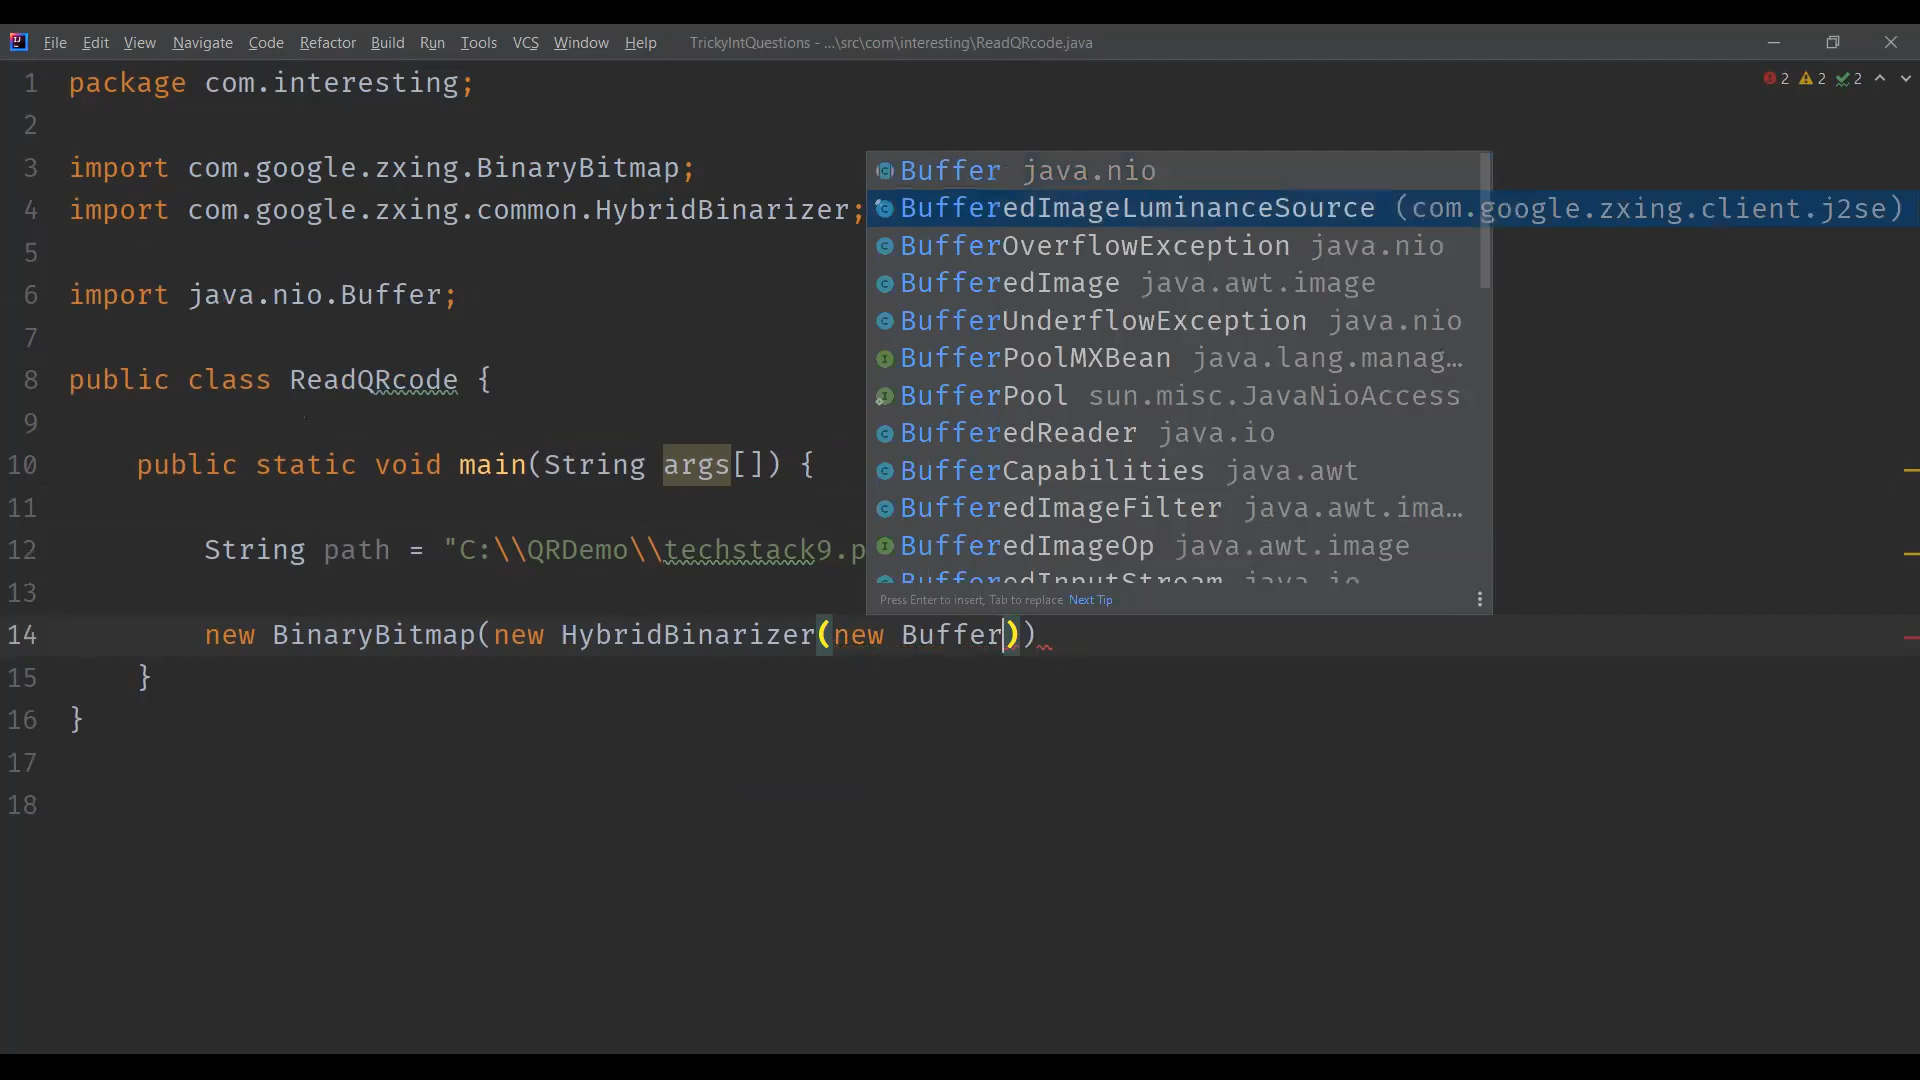 File Edit View Navigate Code Refactor Build Run Tools VCS Window Help TrickyIntQuestions - ...\src\com\interesting\ReadQRcode.java
2 2 2
1 package com.interesting;
2
3 import com.google.zxing.BinaryBitmap;
4 import com.google.zxing.common.HybridBinarizer;
5
6 import java.nio.Buffer;
7
8 public class ReadQRcode {
9
10 public static void main(String args[]) {
11
12 String path = "C:\\QRDemo\\techstack9.p
13
14 new BinaryBitmap(new HybridBinarizer(new Buffer))
15 }
16 }
17
18
Buffer java.nio
BufferedImageLuminanceSource (com.google.zxing.client.j2se)
BufferOverflowException java.nio
BufferedImage java.awt.image
BufferUnderflowException java.nio
BufferPoolMXBean java.lang.manag…
BufferPool sun.misc.JavaNioAccess
BufferedReader java.io
BufferCapabilities java.awt
BufferedImageFilter java.awt.ima…
BufferedImageOp java.awt.image
BufferedInputStream java.io
Press Enter to insert, Tab to replace Next Tip